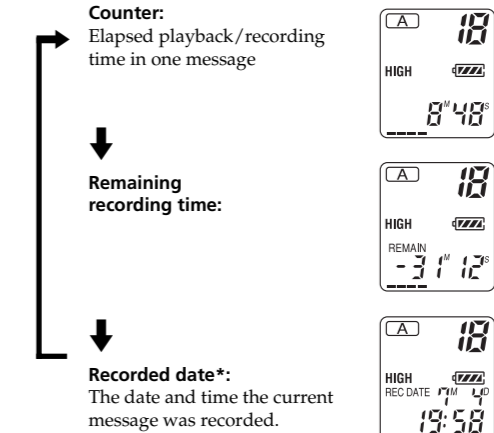 Counter:
Elapsed playback/recording
time in one message
A 18
HIGH
8M48S
Remaining
recording time:
A 18
HIGH
REMAIN
-31M12S
Recorded date*:
The date and time the current
message was recorded.
A 18
HIGH
REC DATE 7M 4D
19:58